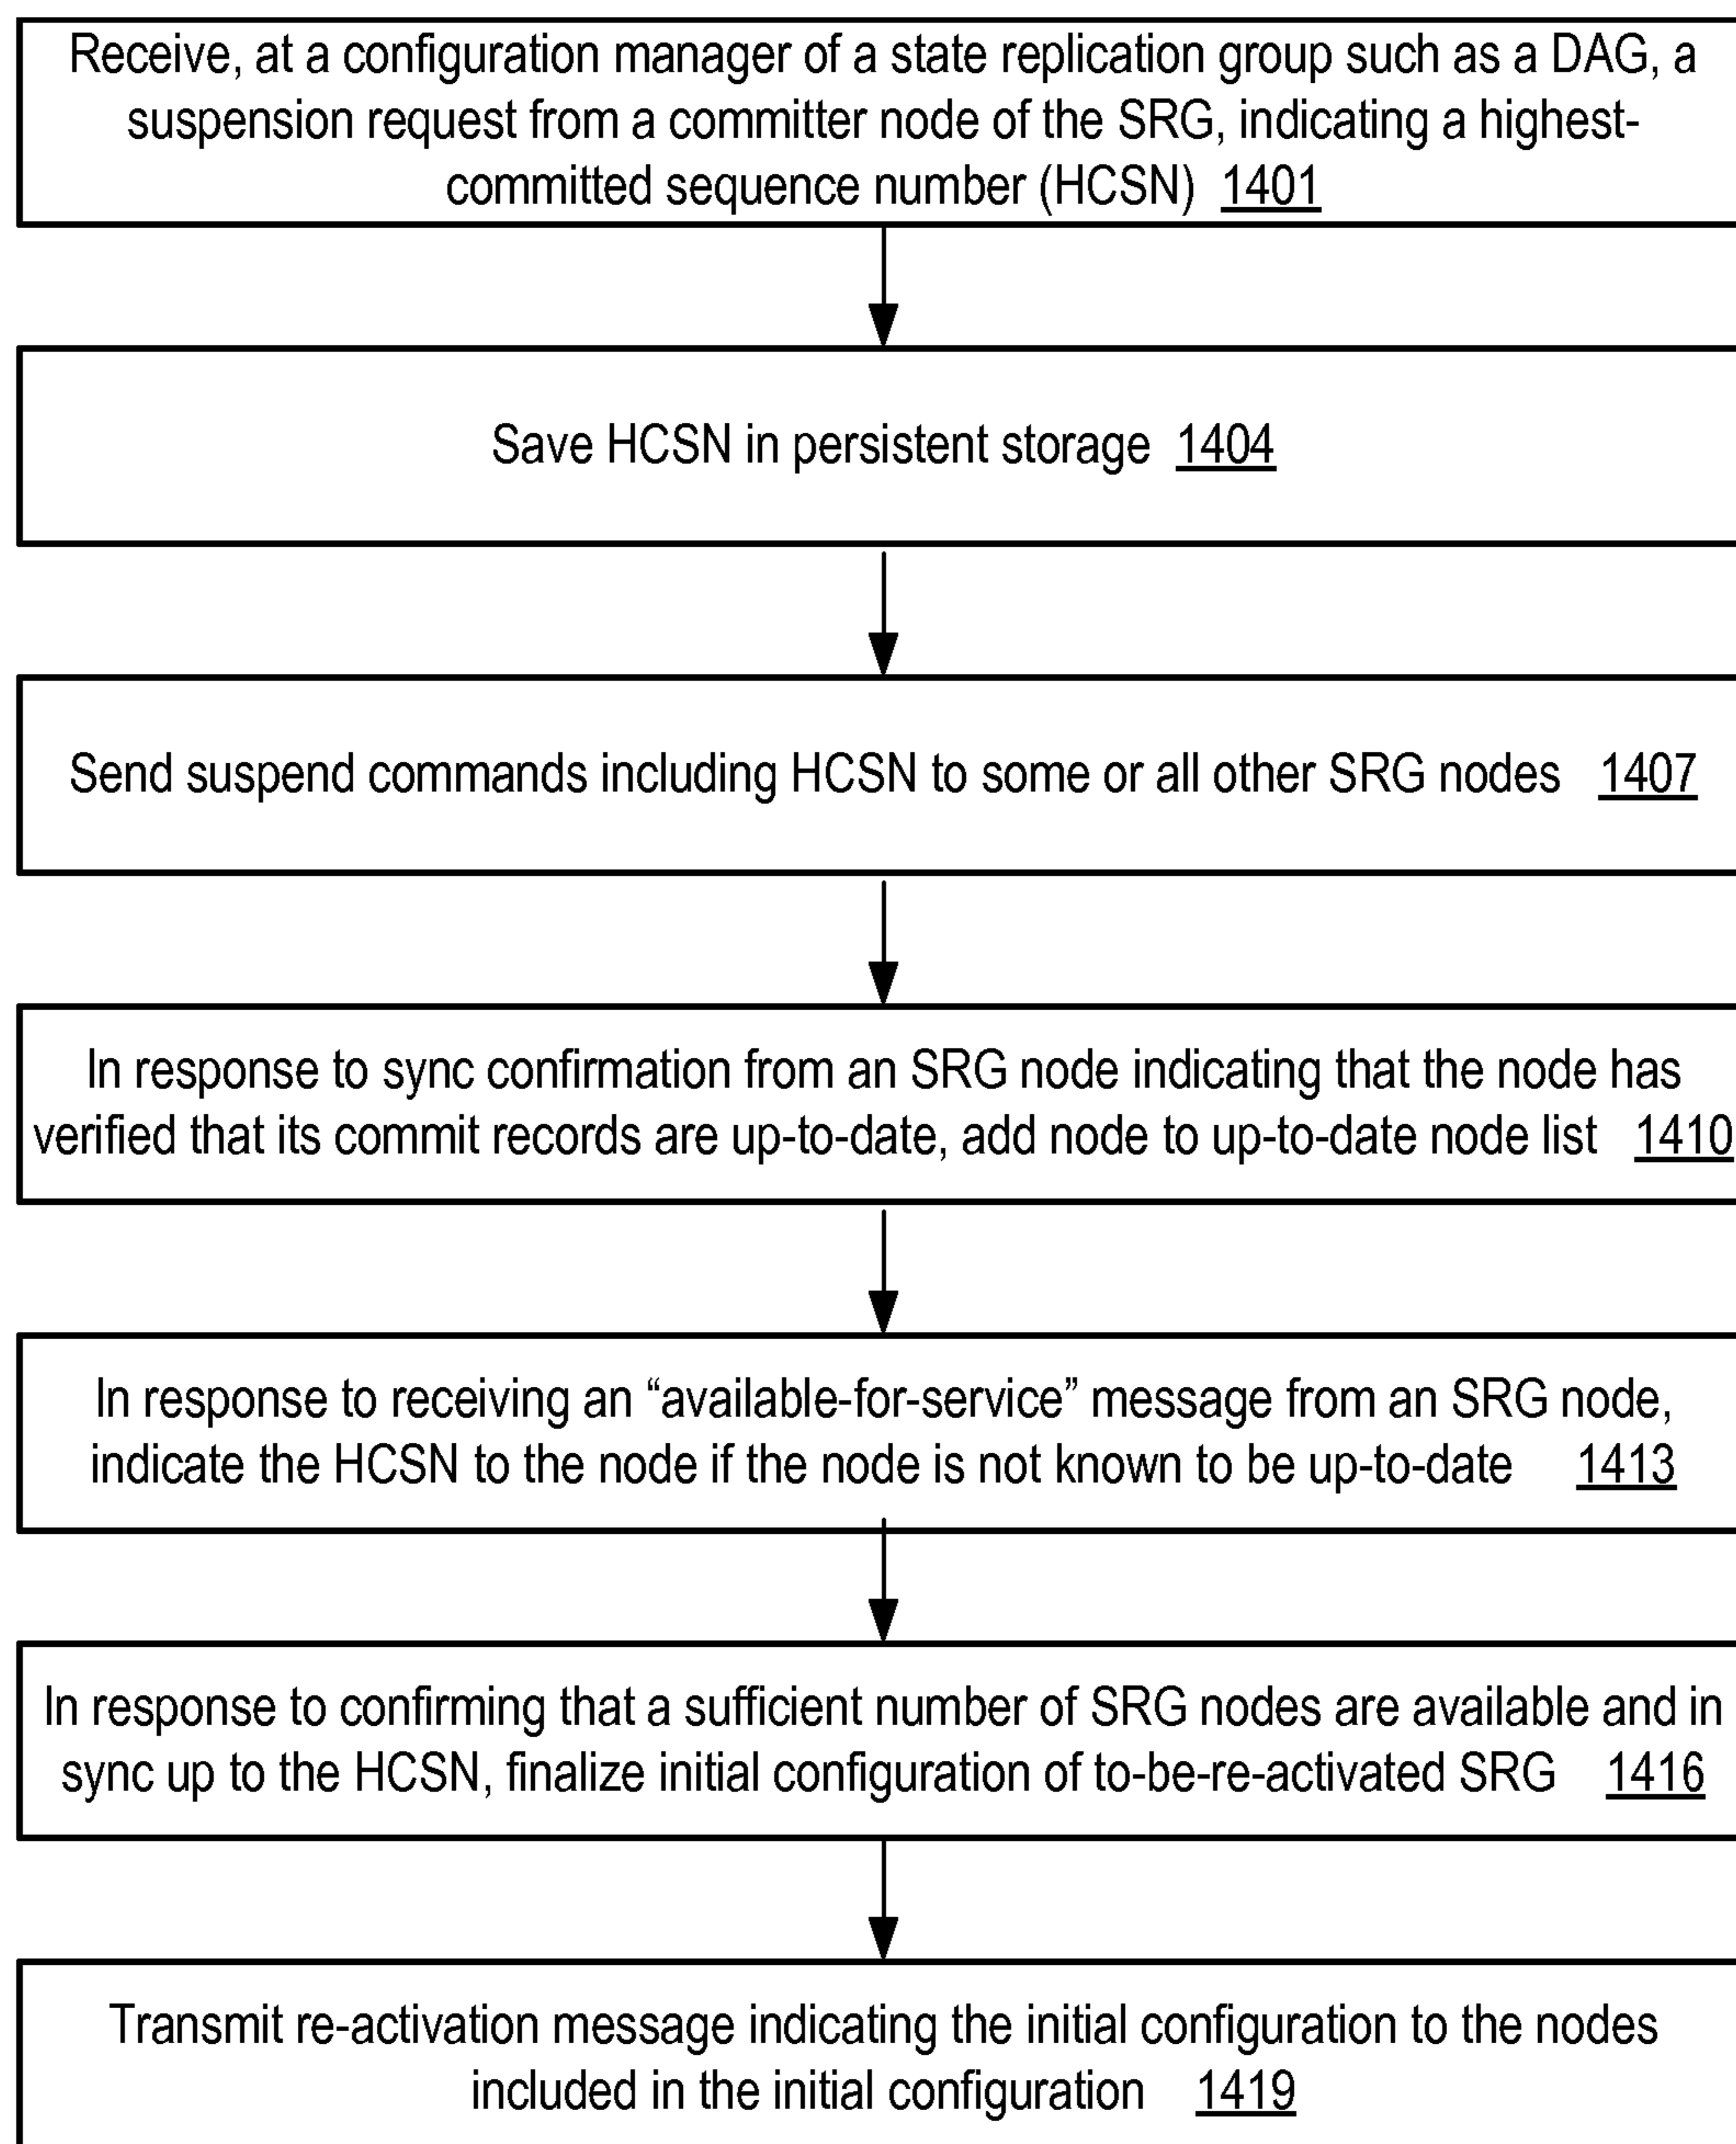 Receive, at a configuration manager of a state replication group such as a DAG, a
suspension request from a committer node of the SRG, indicating a highest-
committed sequence number (HCSN) 1401
Save HCSN in persistent storage 1404
Send suspend commands including HCSN to some or all other SRG nodes 1407
In response to sync confirmation from an SRG node indicating that the node has
verified that its commit records are up-to-date, add node to up-to-date node list 1410
In response to receiving an “available-for-service” message from an SRG node,
indicate the HCSN to the node if the node is not known to be up-to-date 1413
In response to confirming that a sufficient number of SRG nodes are available and in
sync up to the HCSN, finalize initial configuration of to-be-re-activated SRG 1416
Transmit re-activation message indicating the initial configuration to the nodes
included in the initial configuration 1419